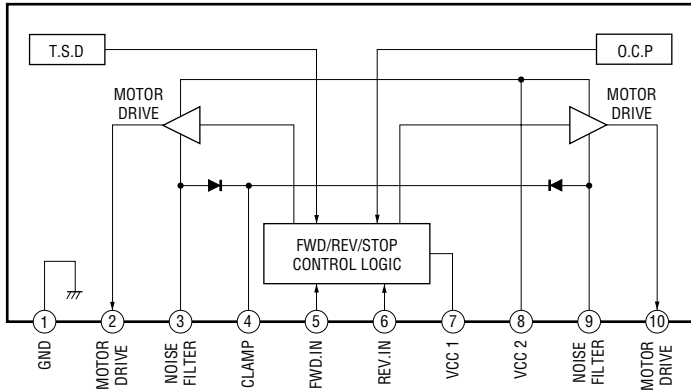 T.S.D
O.C.P
MOTOR
DRIVE
MOTOR
DRIVE
FWD/REV/STOP
CONTROL LOGIC
1
2
3
4
5
6
7
8
9
10
GND
MOTOR
DRIVE
NOISE
FILTER
CLAMP
FWD.IN
REV.IN
VCC 1
VCC 2
NOISE
FILTER
MOTOR
DRIVE